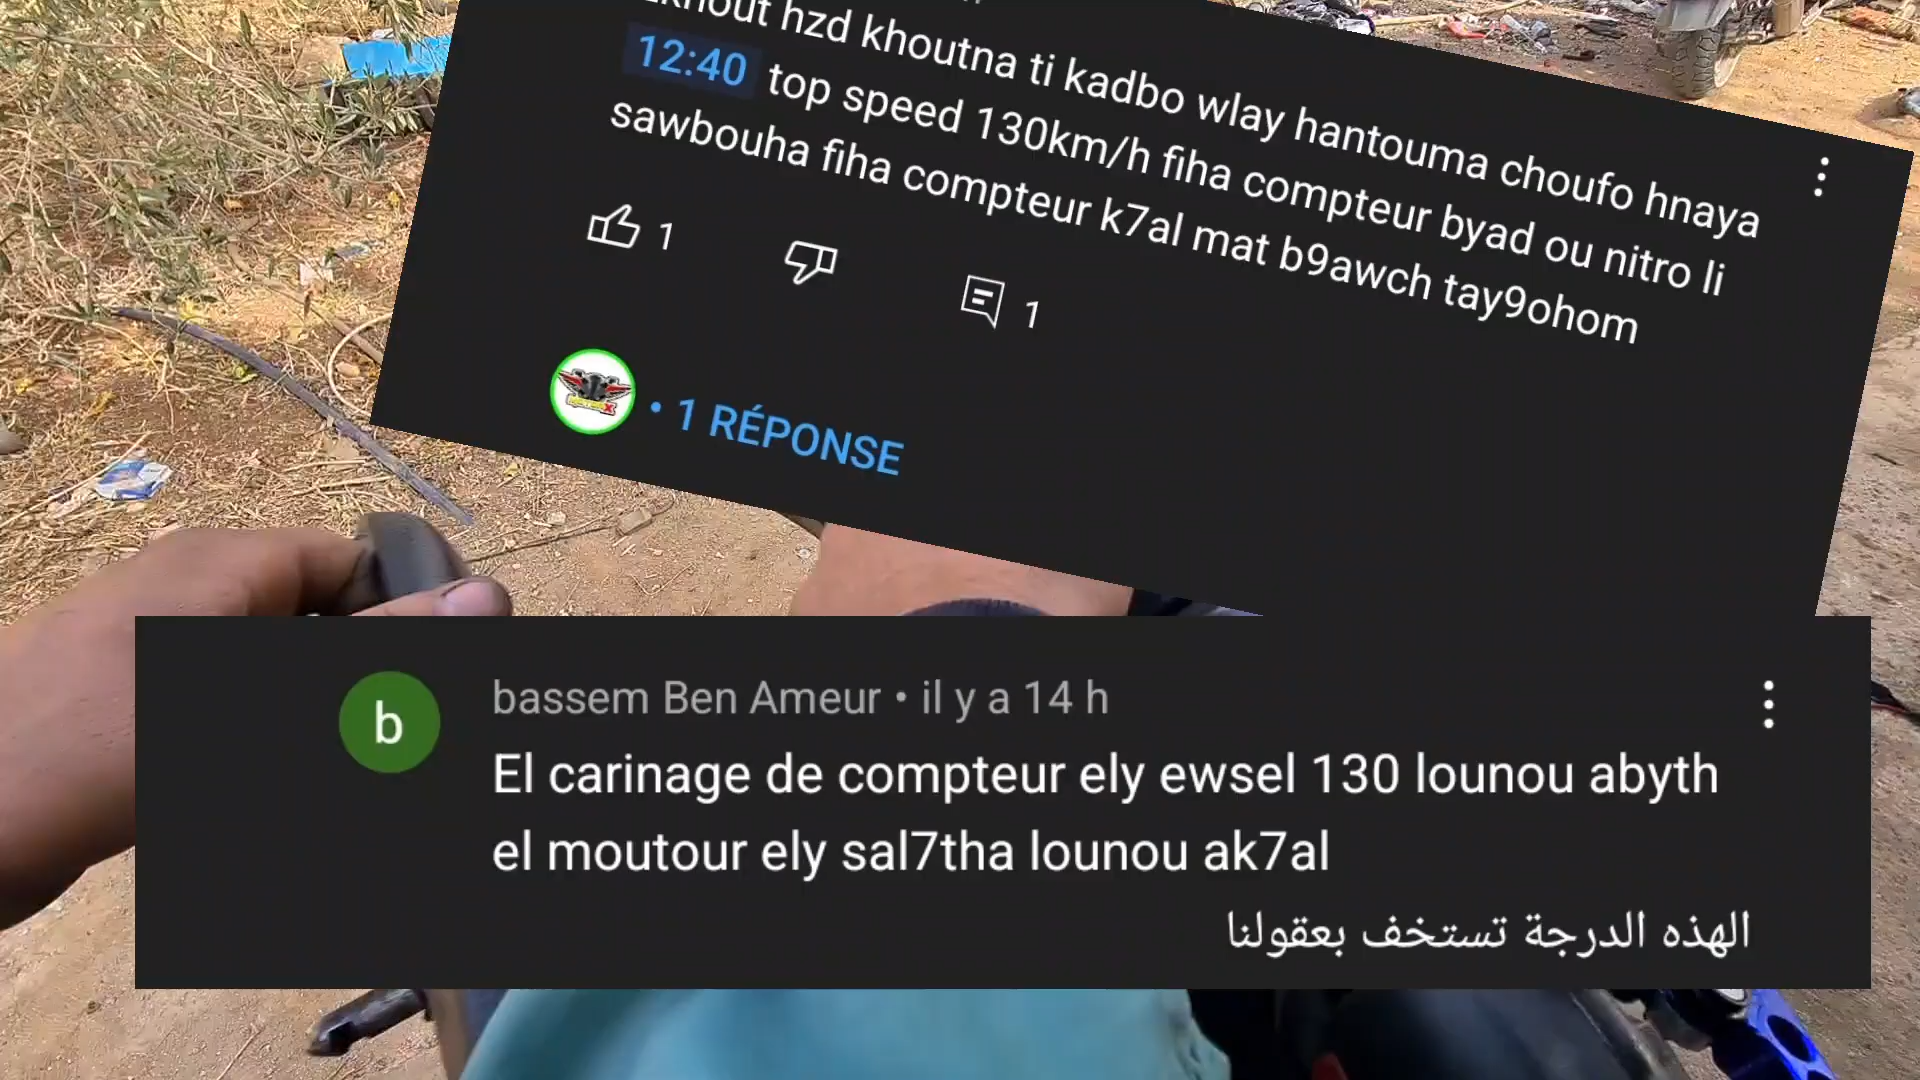 hzd khoutna ti kadbo wlay hantouma choufo hnaya
12:40 top speed 130km/h fiha compteur byad ou nitro li
sawbouha fiha compteur k7al mat b9awch tay9ohom
1
1
• 1 RÉPONSE
b
bassem Ben Ameur • il y a 14 h
El carinage de compteur ely ewsel 130 lounou abyth
el moutour ely sal7tha lounou ak7al
الهذه الدرجة تستخف بعقولنا